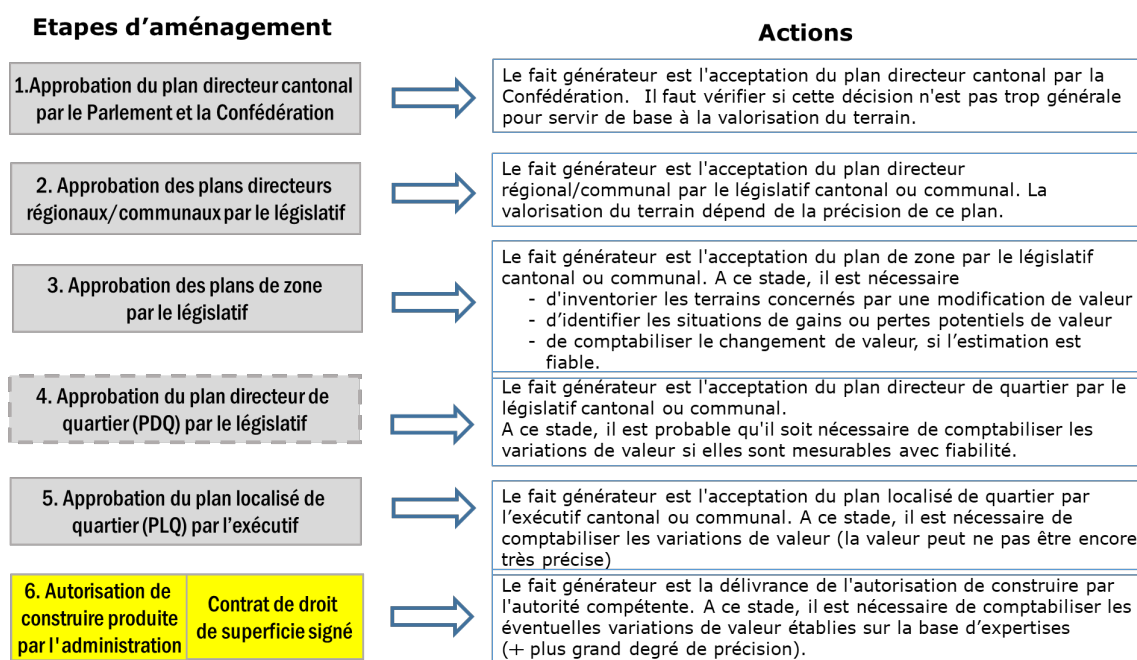 Etapes d’aménagement
Actions
1.Approbation du plan directeur cantonal
par le Parlement et la Confédération
Le fait générateur est l'acceptation du plan directeur cantonal par la
Confédération.  Il faut vérifier si cette décision n'est pas trop générale
pour servir de base à la valorisation du terrain.
2. Approbation des plans directeurs
régionaux/communaux par le législatif
Le fait générateur est l'acceptation du plan directeur
régional/communal par le législatif cantonal ou communal. La
valorisation du terrain dépend de la précision de ce plan.
3. Approbation des plans de zone
par le législatif
Le fait générateur est l'acceptation du plan de zone par le législatif
cantonal ou communal. A ce stade, il est nécessaire
- d'inventorier les terrains concernés par une modification de valeur
- d’identifier les situations de gains ou pertes potentiels de valeur
- de comptabiliser le changement de valeur, si l’estimation est
fiable.
4. Approbation du plan directeur de
quartier (PDQ) par le législatif
Le fait générateur est l'acceptation du plan directeur de quartier par le
législatif cantonal ou communal.
A ce stade, il est probable qu'il soit nécessaire de comptabiliser les
variations de valeur si elles sont mesurables avec fiabilité.
5. Approbation du plan localisé de
quartier (PLQ) par l’exécutif
Le fait générateur est l'acceptation du plan localisé de quartier par
l’exécutif cantonal ou communal. A ce stade, il est nécessaire de
comptabiliser les variations de valeur (la valeur peut ne pas être encore
très précise)
6. Autorisation de
construire produite
par l'administration
Contrat de droit
de superficie signé
Le fait générateur est la délivrance de l'autorisation de construire par
l'autorité compétente. A ce stade, il est nécessaire de comptabiliser les
éventuelles variations de valeur établies sur la base d’expertises
(+ plus grand degré de précision).